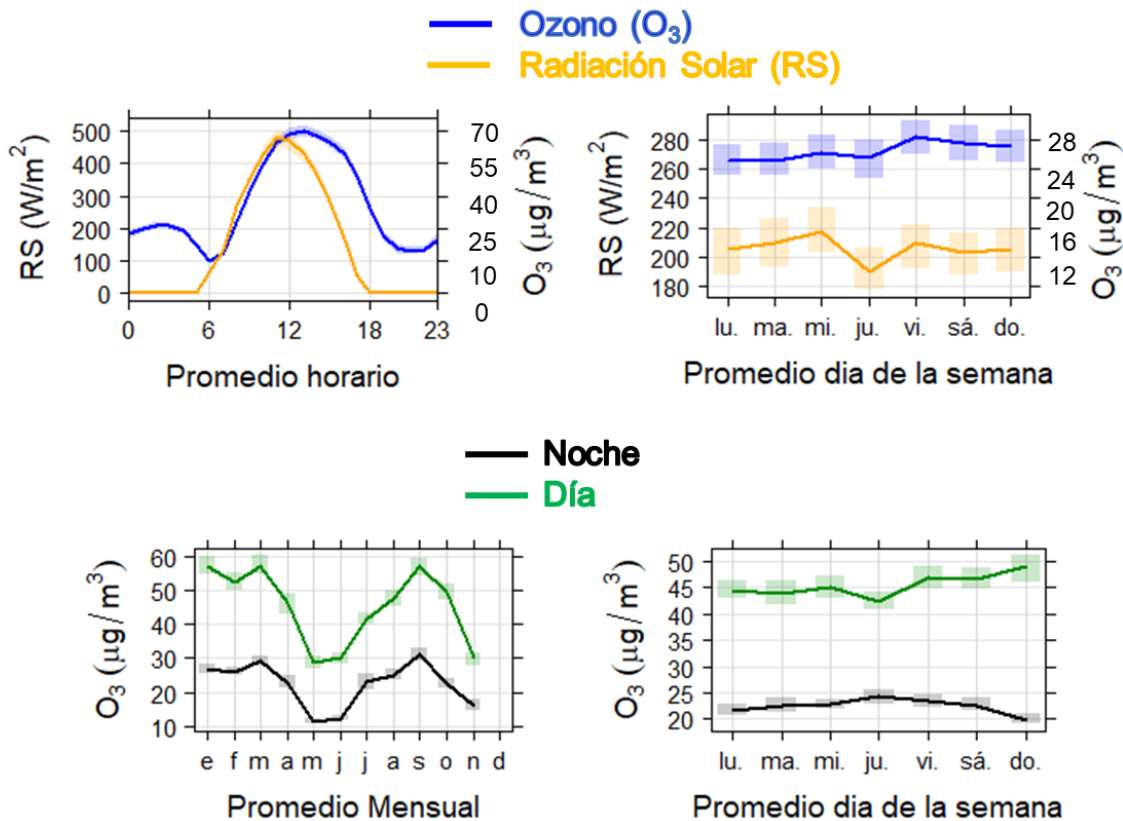 Ozono (O₃)
Radiación Solar (RS)
RS (W/m²)
500
400
300
200
100
0
70
55
40
25
10
0
O₃ (μg/m³)
0 6 12 18 23
Promedio horario
RS (W/m²)
280
260
240
220
200
180
28
24
20
16
12
O₃ (μg/m³)
lu. ma. mi. ju. vi. sá. do.
Promedio dia de la semana
Noche
Día
O₃ (μg/m³)
60
50
40
30
20
10
e f m a m j j a s o n d
Promedio Mensual
O₃ (μg/m³)
50
45
40
35
30
25
20
lu. ma. mi. ju. vi. sá. do.
Promedio dia de la semana